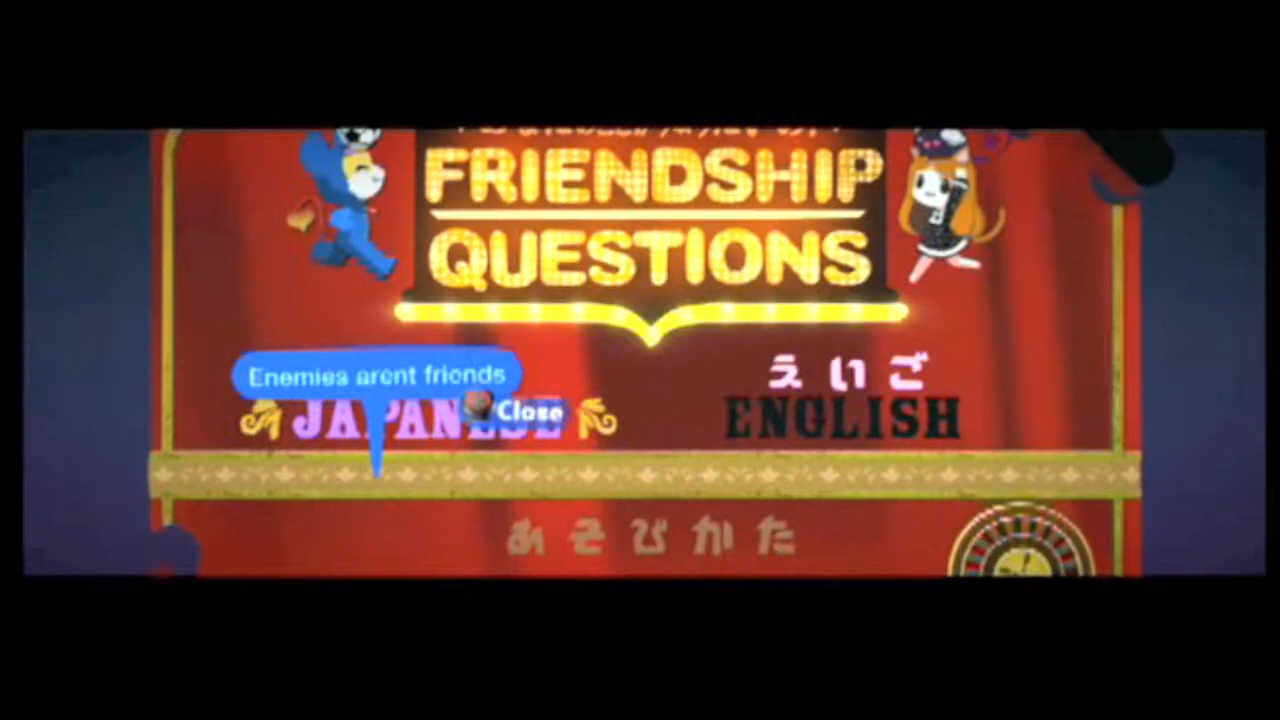 FRIENDSHIP
QUESTIONS
Enemies arent friends
えいご
JAPANESE
Close
ENGLISH
あそびかた